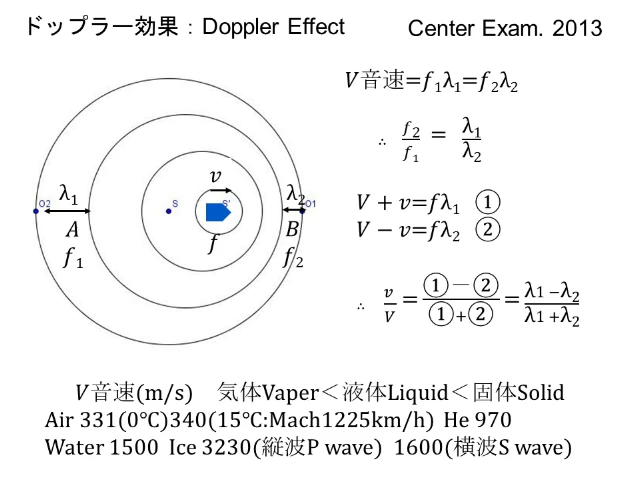 ドップラー効果：Doppler Effect
Center Exam. 2013
V音速=f₁λ₁=f₂λ₂
∴ f₂/f₁ = λ₁/λ₂
V + v=fλ₁ ①
V − v=fλ₂ ②
∴ v/V = (①−②)/(①+②) = (λ1−λ₂)/(λ1+λ₂)
λ₁ v λ₂
O2 S S' O1
A f B
f₁ f₂
V音速(m/s) 気体Vaper＜液体Liquid＜固体Solid
Air 331(0℃)340(15℃:Mach1225km/h) He 970
Water 1500 Ice 3230(縦波P wave) 1600(横波S wave)